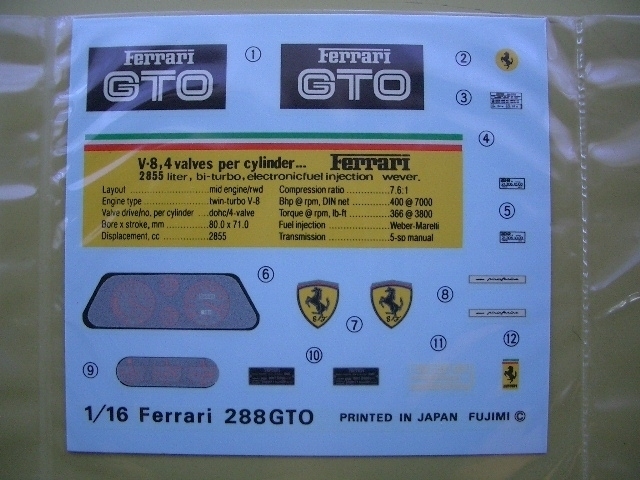 Ferrari
GTO
①
Ferrari
GTO
②
③
④
V-8,4 valves per cylinder... Ferrari
2855 liter, bi-turbo, electronicfuel injection wever.
Layout ........ mid engine/rwd
Engine type ........ twin-turbo V-8
Valve drive/no. per cylinder ... dohc/4-valve
Bore x stroke, mm ........ 80.0 x 71.0
Displacement, cc ........ 2855
Compression ratio ........ 7.6:1
Bhp @ rpm, DIN net ........ 400 @ 7000
Torque @ rpm, lb-ft ........ 366 @ 3800
Fuel injection ........ Weber-Marelli
Transmission ........ 5-sp manual
⑤
⑥
S F
⑦
S F
⑧
⑨
⑩
⑪
⑫
1/16 Ferrari 288GTO PRINTED IN JAPAN FUJIMI ©